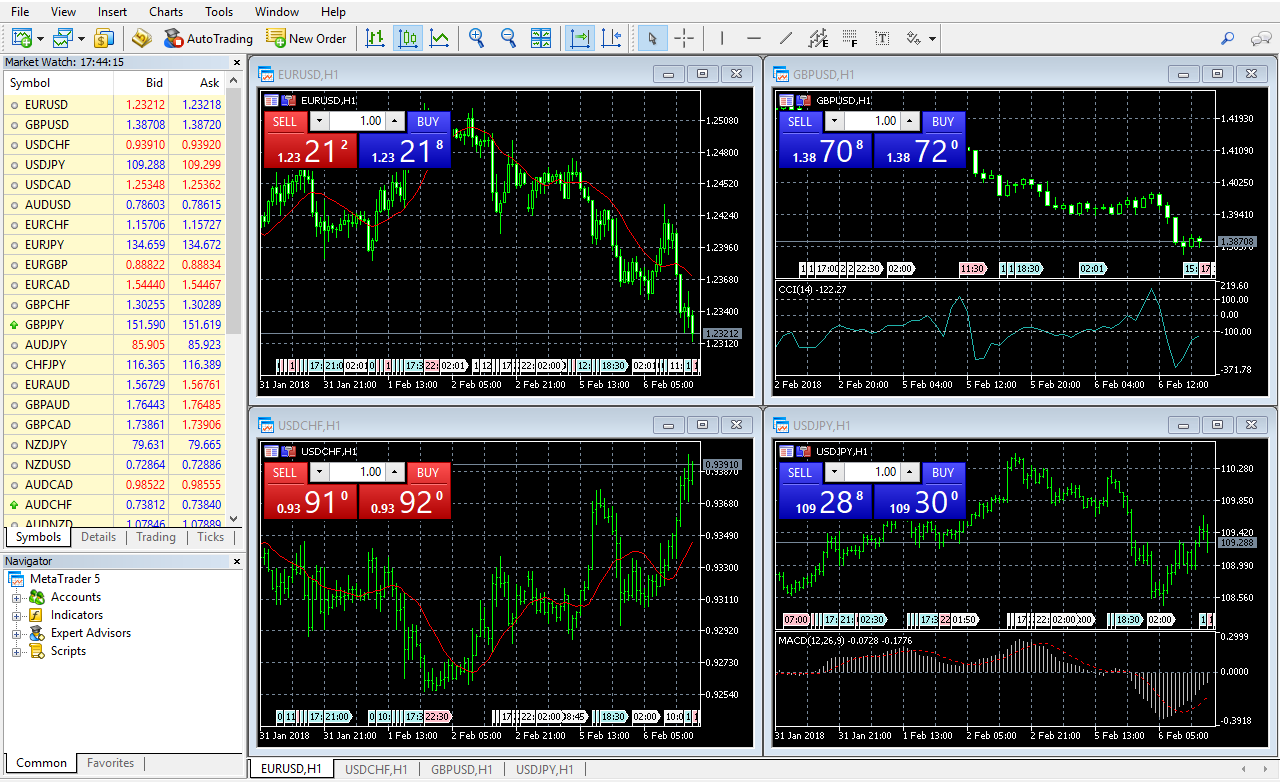 File View Insert Charts Tools Window Help
AutoTrading New Order
Market Watch: 17:44:15
Symbol Bid Ask
EURUSD 1.23212 1.23218
GBPUSD 1.38708 1.38720
USDCHF 0.93910 0.93920
USDJPY 109.288 109.299
USDCAD 1.25348 1.25362
AUDUSD 0.78603 0.78615
EURCHF 1.15706 1.15727
EURJPY 134.659 134.672
EURGBP 0.88822 0.88834
EURCAD 1.54440 1.54467
GBPCHF 1.30255 1.30289
GBPJPY 151.590 151.619
AUDJPY 85.905 85.923
CHFJPY 116.365 116.389
EURAUD 1.56729 1.56761
GBPAUD 1.76443 1.76485
GBPCAD 1.73861 1.73906
NZDJPY 79.631 79.665
NZDUSD 0.72864 0.72886
AUDCAD 0.98522 0.98555
AUDCHF 0.73812 0.73840
AUDNZD 1.07846 1.07889
Symbols Details Trading Ticks
Navigator
MetaTrader 5
Accounts
Indicators
Expert Advisors
Scripts
Common Favorites
EURUSD,H1
EURUSD,H1
SELL 1.00 BUY
1.23 21 2 1.23 21 8
1.25080
1.24800
1.24520
1.24240
1.23960
1.23680
1.23400
1.23212
1.23120
31 Jan 2018 31 Jan 21:00 1 Feb 13:00 2 Feb 05:00 2 Feb 21:00 5 Feb 13:00 6 Feb 05:00
GBPUSD,H1
GBPUSD,H1
SELL 1.00 BUY
1.38 70 8 1.38 72 0
1.41930
1.41090
1.40250
1.39410
1.38708
17:00 22:30 02:00 11:30 18:30 02:01
CCI(14) -122.27
219.60
100.00
0.00
-100.00
-371.78
2 Feb 2018 2 Feb 20:00 5 Feb 04:00 5 Feb 12:00 5 Feb 20:00 6 Feb 04:00 6 Feb 12:00
USDCHF,H1
USDCHF,H1
SELL 1.00 BUY
0.93 91 0 0.93 92 0
0.93910
0.93870
0.93680
0.93490
0.93300
0.93110
0.92920
0.92730
0.92540
21:00 22:30 02:00 18:30 02:00
31 Jan 2018 31 Jan 21:00 1 Feb 13:00 2 Feb 05:00 2 Feb 21:00 5 Feb 13:00 6 Feb 05:00
USDJPY,H1
USDJPY,H1
SELL 1.00 BUY
109 28 8 109 30 0
110.280
109.850
109.420
109.288
108.990
108.560
07:00 02:30 01:50 02:00 18:30 02:00
MACD(12,26,9) -0.0728 -0.1776
0.2999
0.0000
-0.3918
31 Jan 2018 31 Jan 21:00 1 Feb 13:00 2 Feb 05:00 2 Feb 21:00 5 Feb 13:00 6 Feb 05:00
EURUSD,H1 USDCHF,H1 GBPUSD,H1 USDJPY,H1